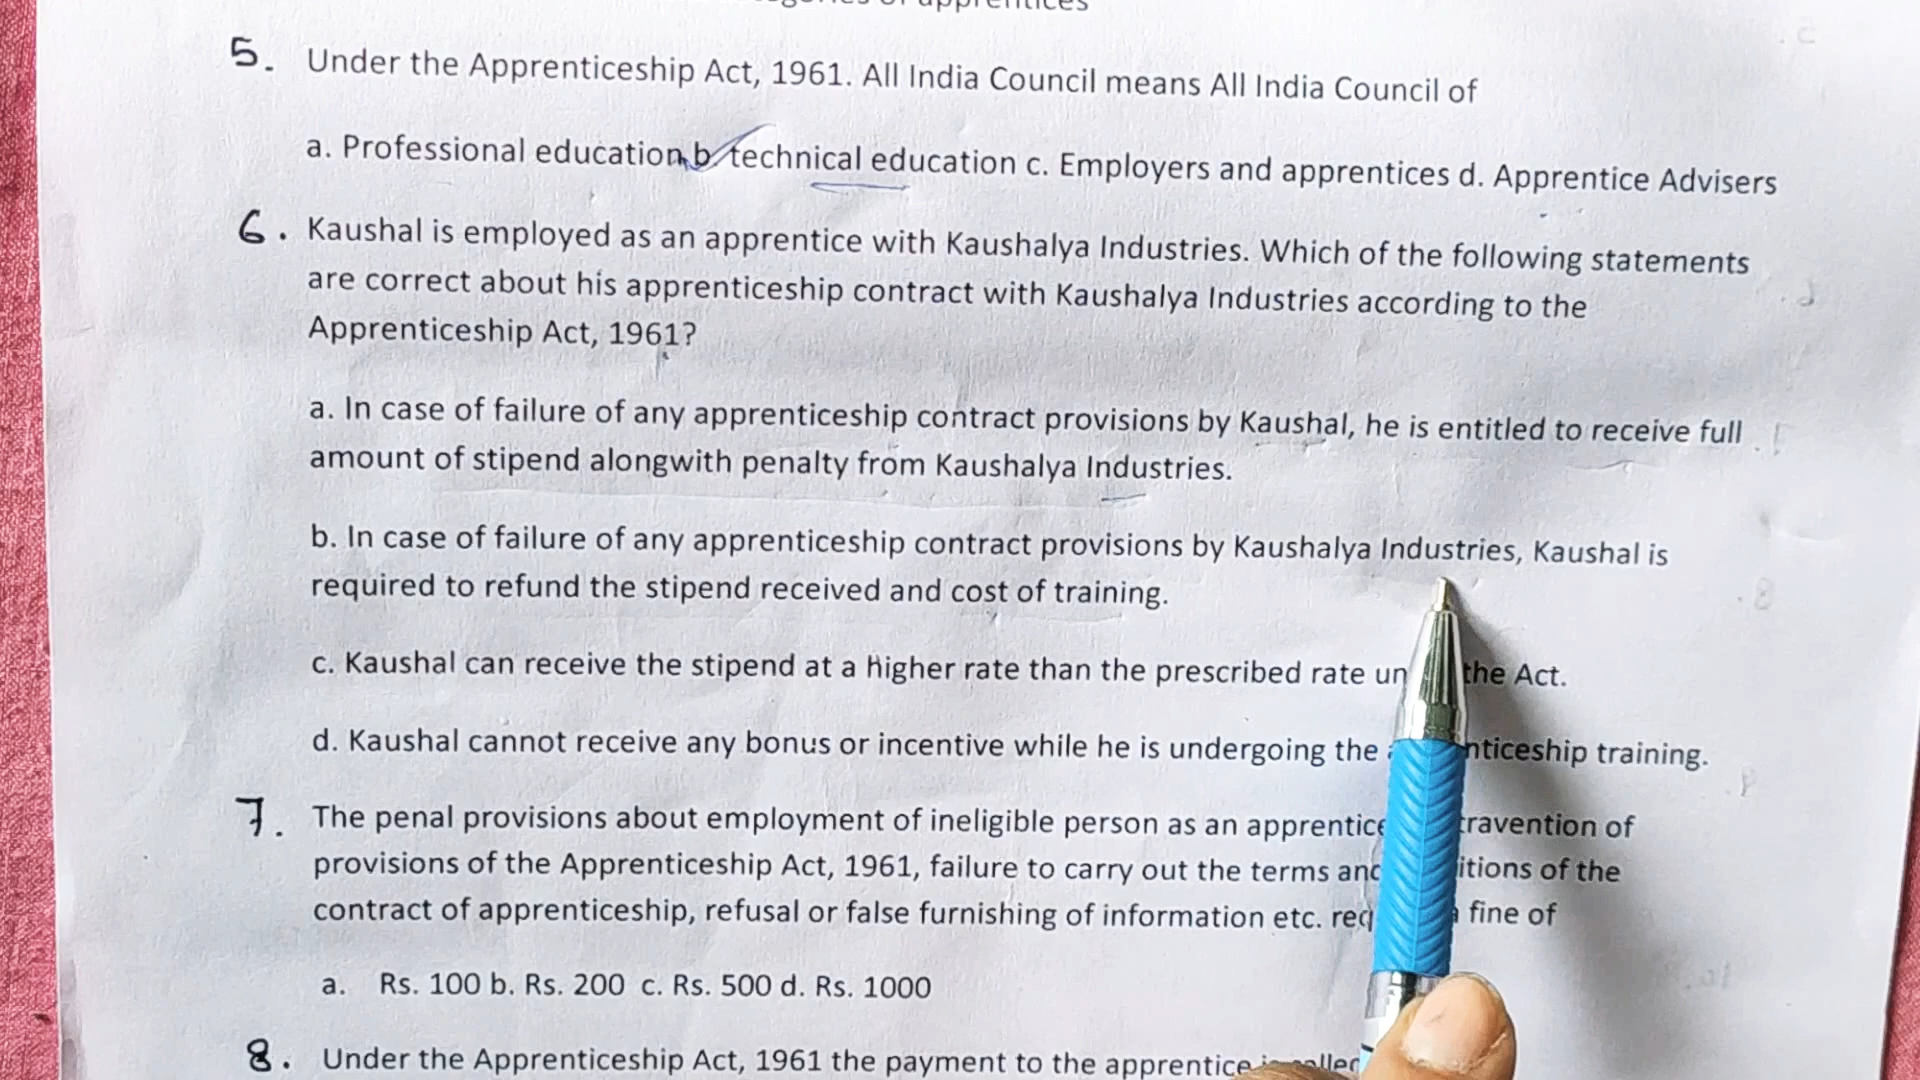 apprentices
5. Under the Apprenticeship Act, 1961. All India Council means All India Council of
a. Professional education b. technical education c. Employers and apprentices d. Apprentice Advisers
6. Kaushal is employed as an apprentice with Kaushalya Industries. Which of the following statements
are correct about his apprenticeship contract with Kaushalya Industries according to the
Apprenticeship Act, 1961?
a. In case of failure of any apprenticeship contract provisions by Kaushal, he is entitled to receive full
amount of stipend alongwith penalty from Kaushalya Industries.
b. In case of failure of any apprenticeship contract provisions by Kaushalya Industries, Kaushal is
required to refund the stipend received and cost of training.
c. Kaushal can receive the stipend at a higher rate than the prescribed rate un the Act.
d. Kaushal cannot receive any bonus or incentive while he is undergoing the nticeship training.
7. The penal provisions about employment of ineligible person as an apprentice travention of
provisions of the Apprenticeship Act, 1961, failure to carry out the terms and itions of the
contract of apprenticeship, refusal or false furnishing of information etc. req fine of
a. Rs. 100 b. Rs. 200 c. Rs. 500 d. Rs. 1000
8. Under the Apprenticeship Act, 1961 the payment to the apprentice